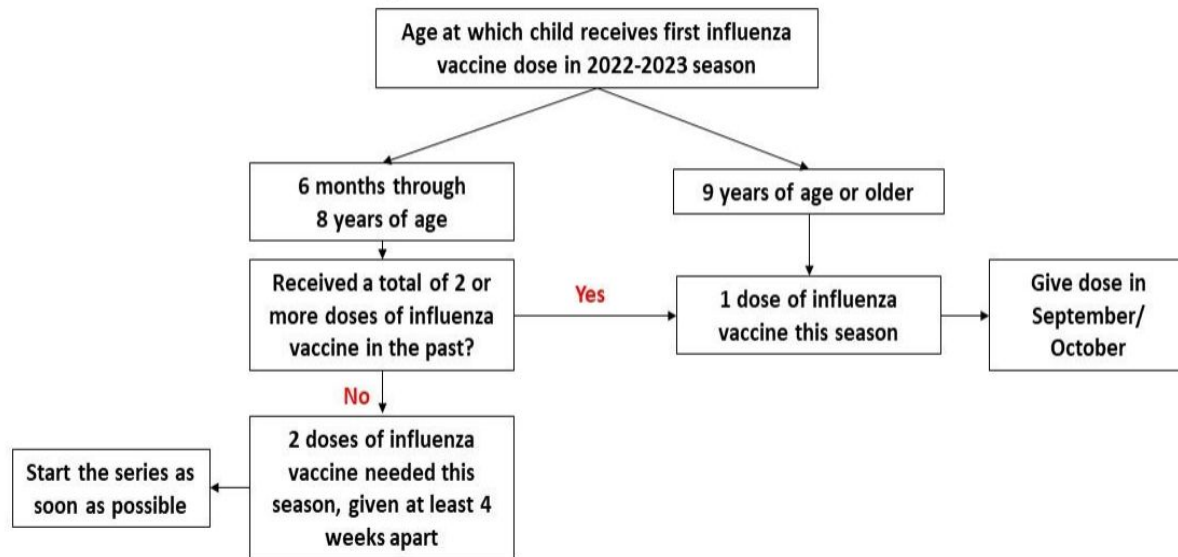 Age at which child receives first influenza
vaccine dose in 2022-2023 season
6 months through
8 years of age
9 years of age or older
Received a total of 2 or
more doses of influenza
vaccine in the past?
Yes
1 dose of influenza
vaccine this season
Give dose in
September/
October
No
2 doses of influenza
vaccine needed this
season, given at least 4
weeks apart
Start the series as
soon as possible